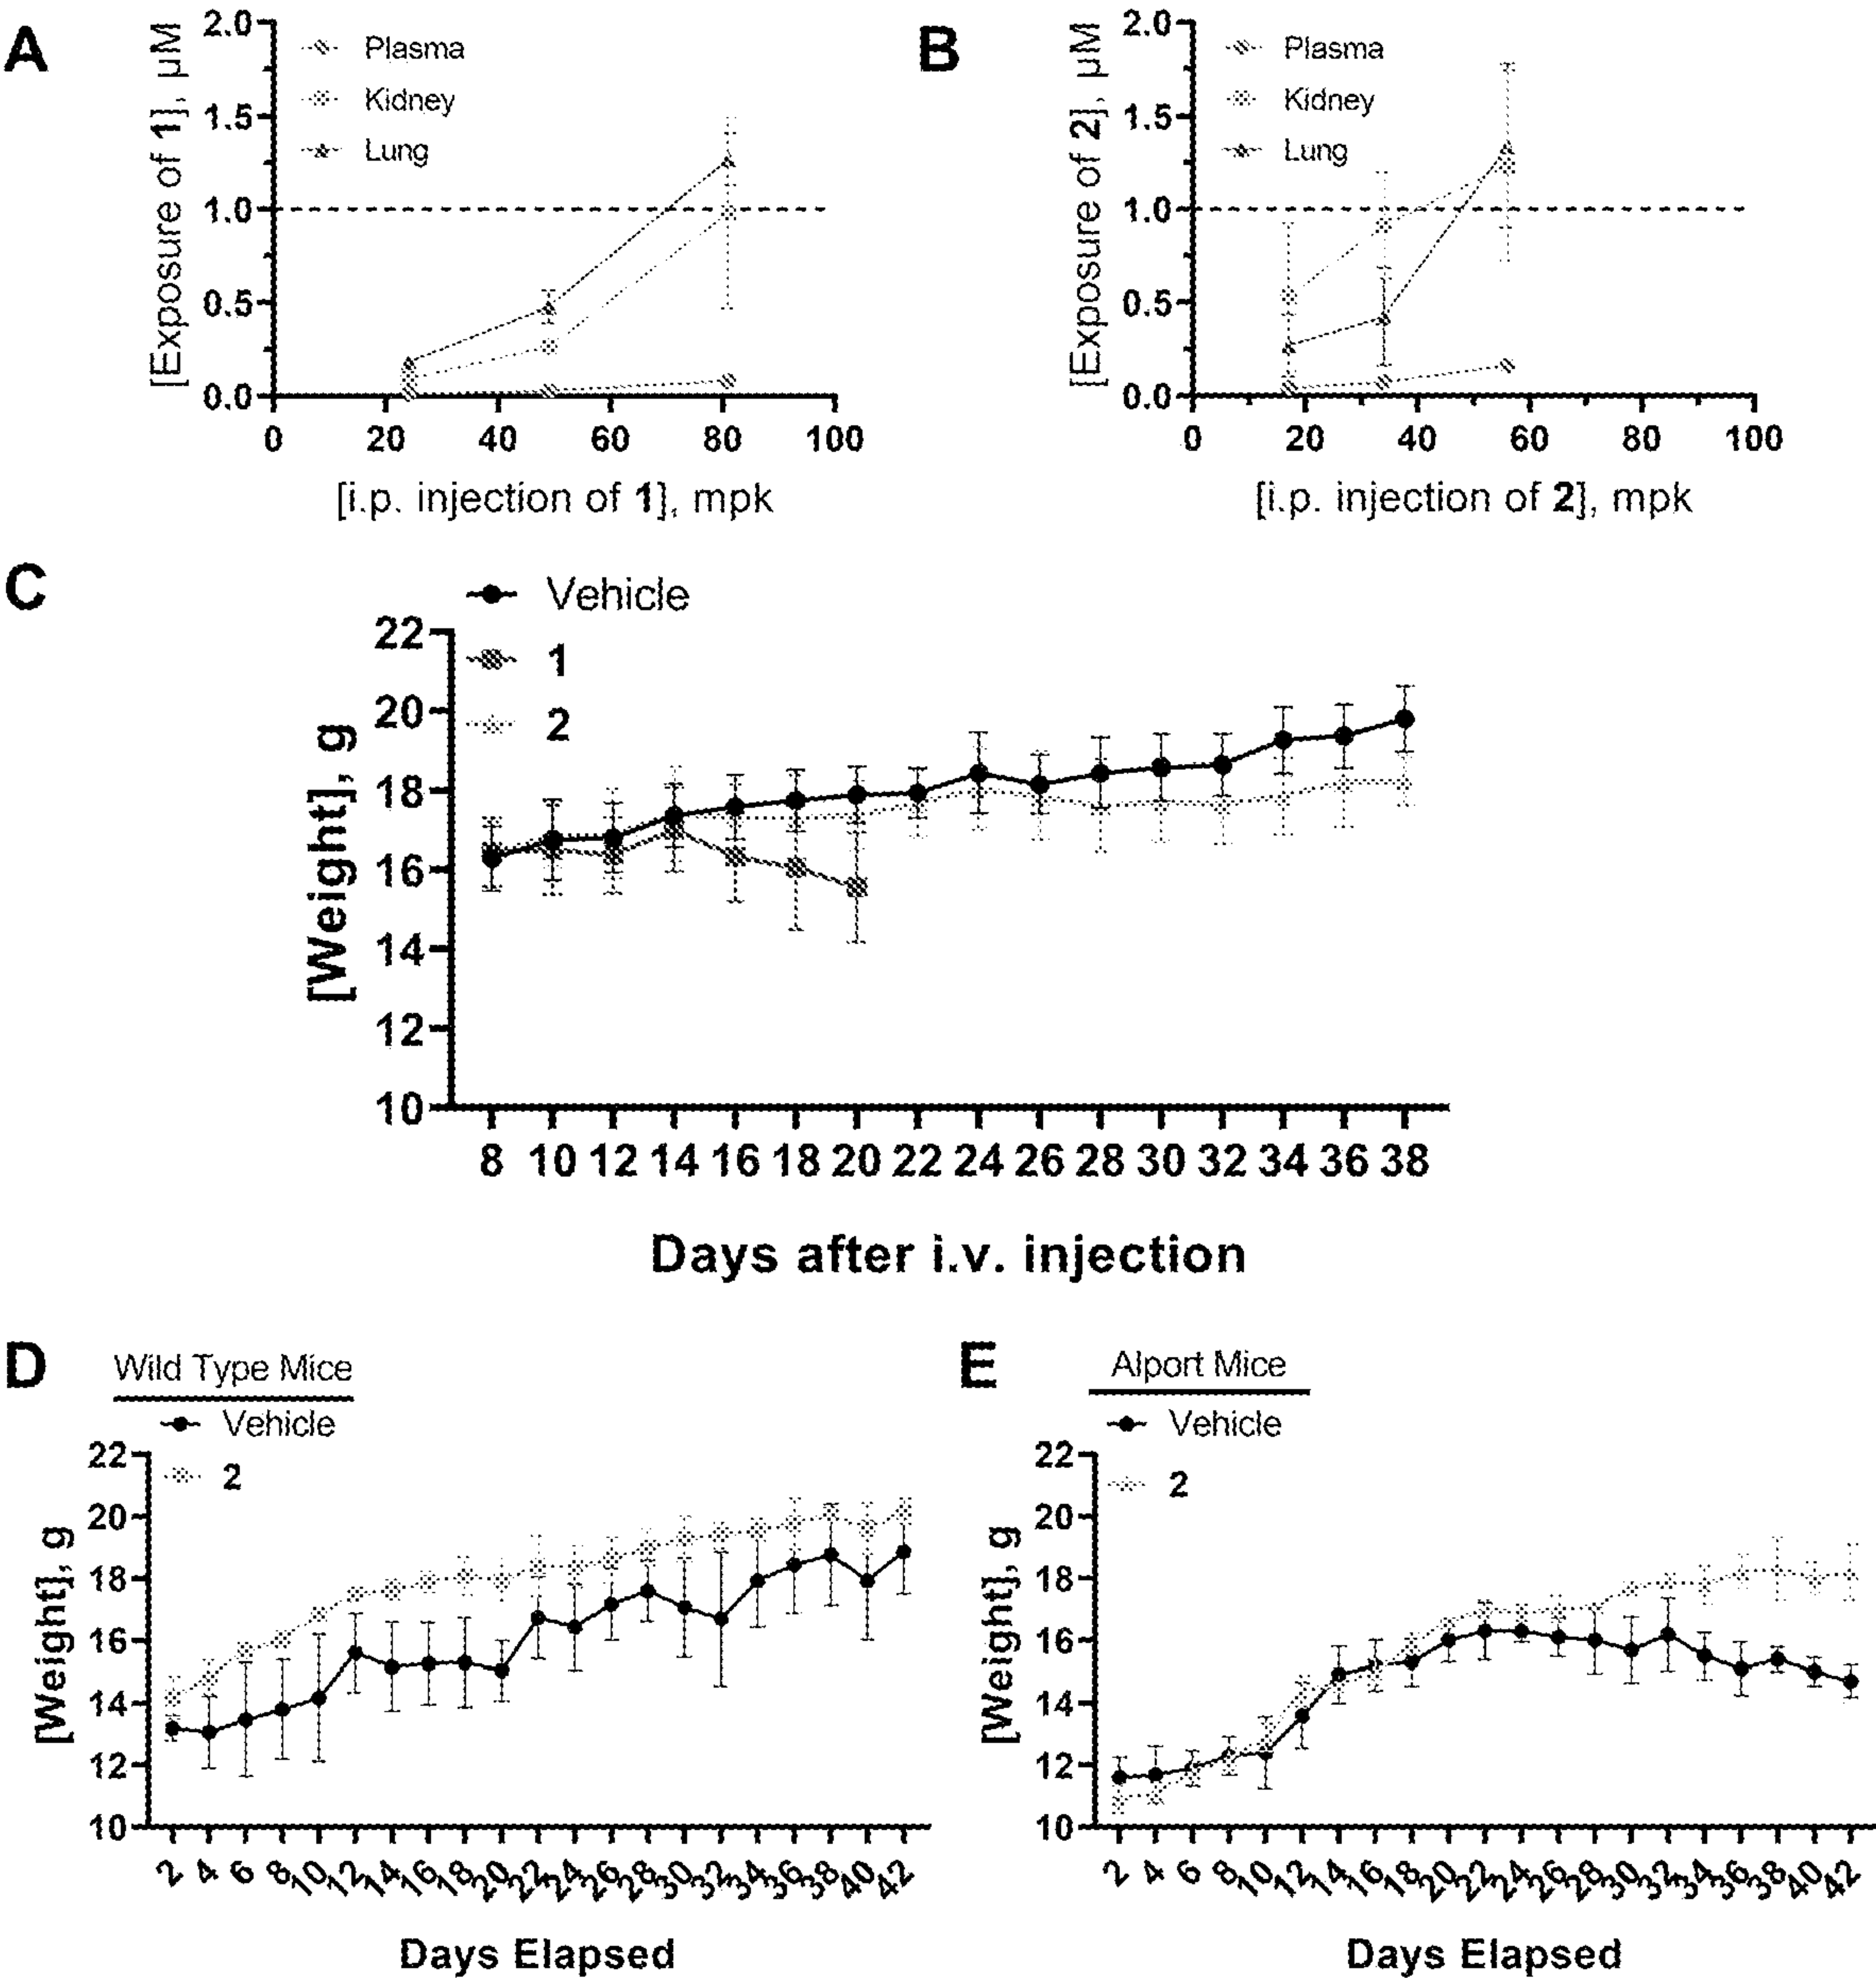 A
[Exposure of 1], µM
2.0
1.5
1.0
0.5
0.0
Plasma
Kidney
Lung
0 20 40 60 80 100
[i.p. injection of 1], mpk
B
[Exposure of 2], µM
2.0
1.5
1.0
0.5
0.0
Plasma
Kidney
Lung
0 20 40 60 80 100
[i.p. injection of 2], mpk
C
Vehicle
1
2
[Weight], g
22
20
18
16
14
12
10
8 10 12 14 16 18 20 22 24 26 28 30 32 34 36 38
Days after i.v. injection
D
Wild Type Mice
Vehicle
2
[Weight], g
22
20
18
16
14
12
10
2 4 6 8 10 12 14 16 18 20 22 24 26 28 30 32 34 36 38 40 42
Days Elapsed
E
Alport Mice
Vehicle
2
[Weight], g
22
20
18
16
14
12
10
2 4 6 8 10 12 14 16 18 20 22 24 26 28 30 32 34 36 38 40 42
Days Elapsed